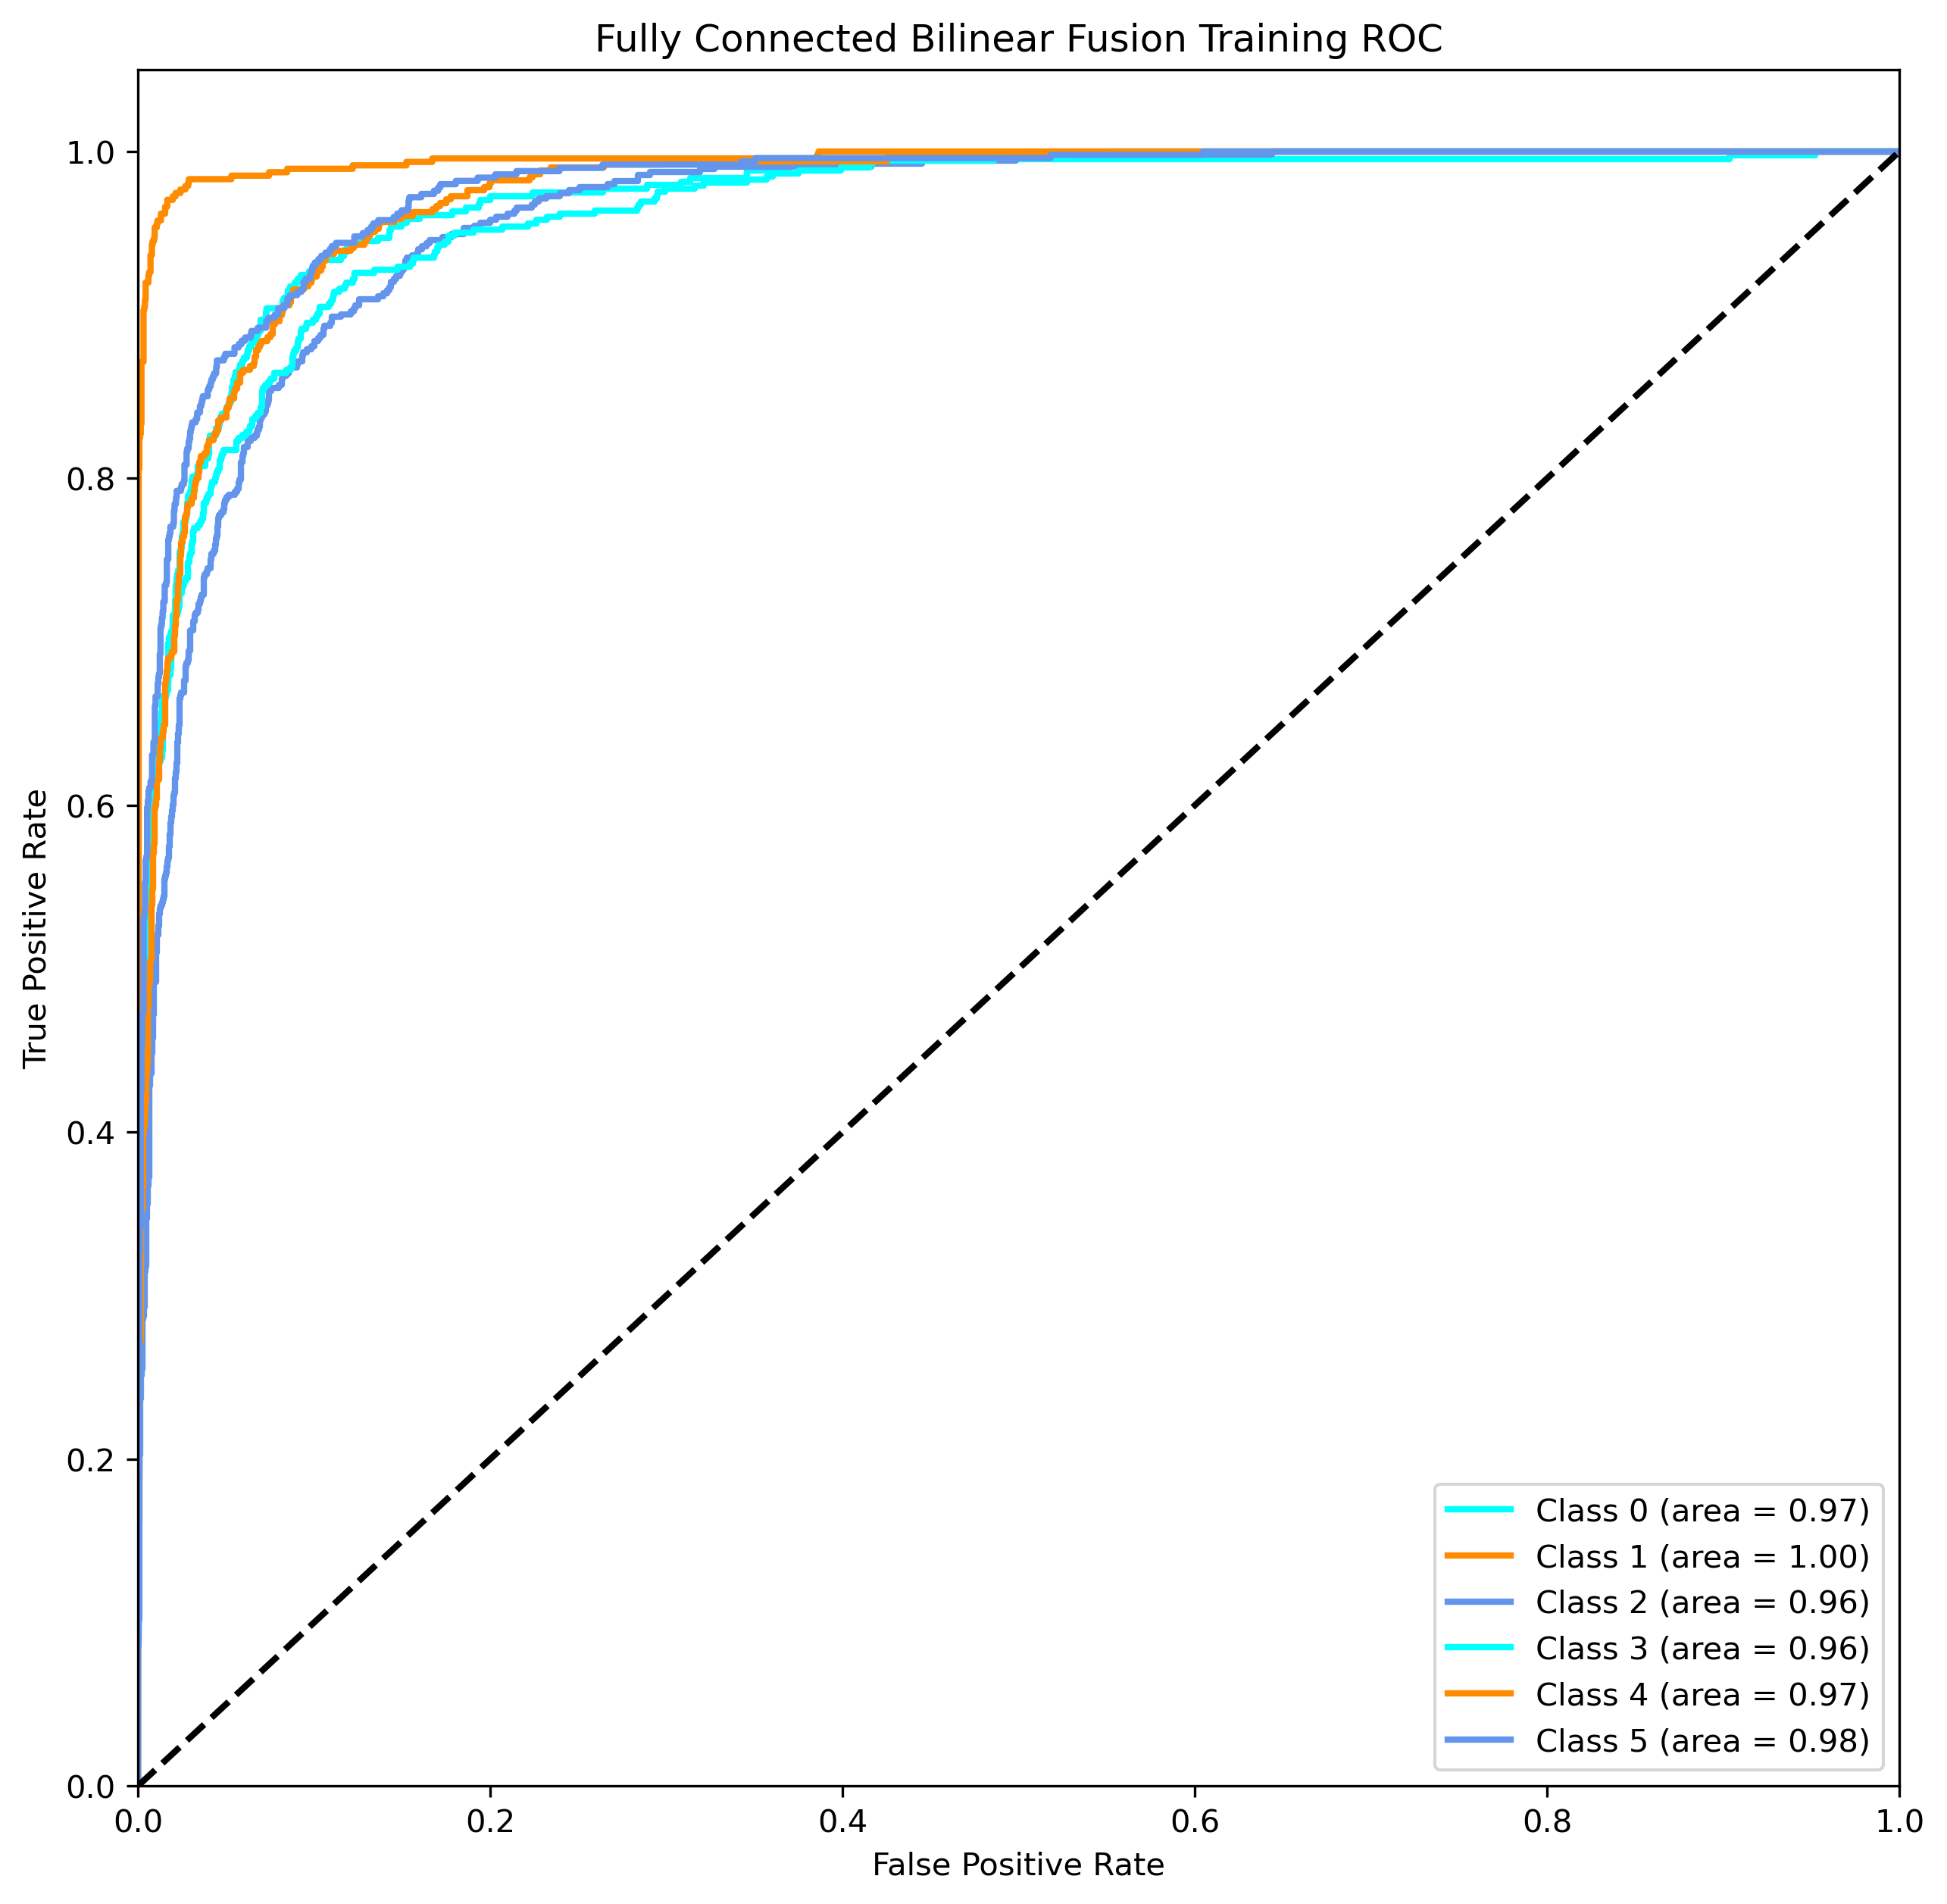 Fully Connected Bilinear Fusion Training ROC
1.0
0.8
0.6
0.4
0.2
0.0
True Positive Rate
0.0 0.2 0.4 0.6 0.8 1.0
False Positive Rate
Class 0 (area = 0.97)
Class 1 (area = 1.00)
Class 2 (area = 0.96)
Class 3 (area = 0.96)
Class 4 (area = 0.97)
Class 5 (area = 0.98)